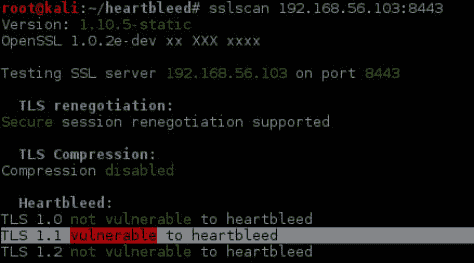 root@kali:~/heartbleed# sslscan 192.168.56.103:8443
Version: 1.10.5-static
OpenSSL 1.0.2e-dev xx XXX xxxx
Testing SSL server 192.168.56.103 on port 8443
TLS renegotiation:
Secure session renegotiation supported
TLS Compression:
Compression disabled
Heartbleed:
TLS 1.0 not vulnerable to heartbleed
TLS 1.1 vulnerable to heartbleed
TLS 1.2 not vulnerable to heartbleed